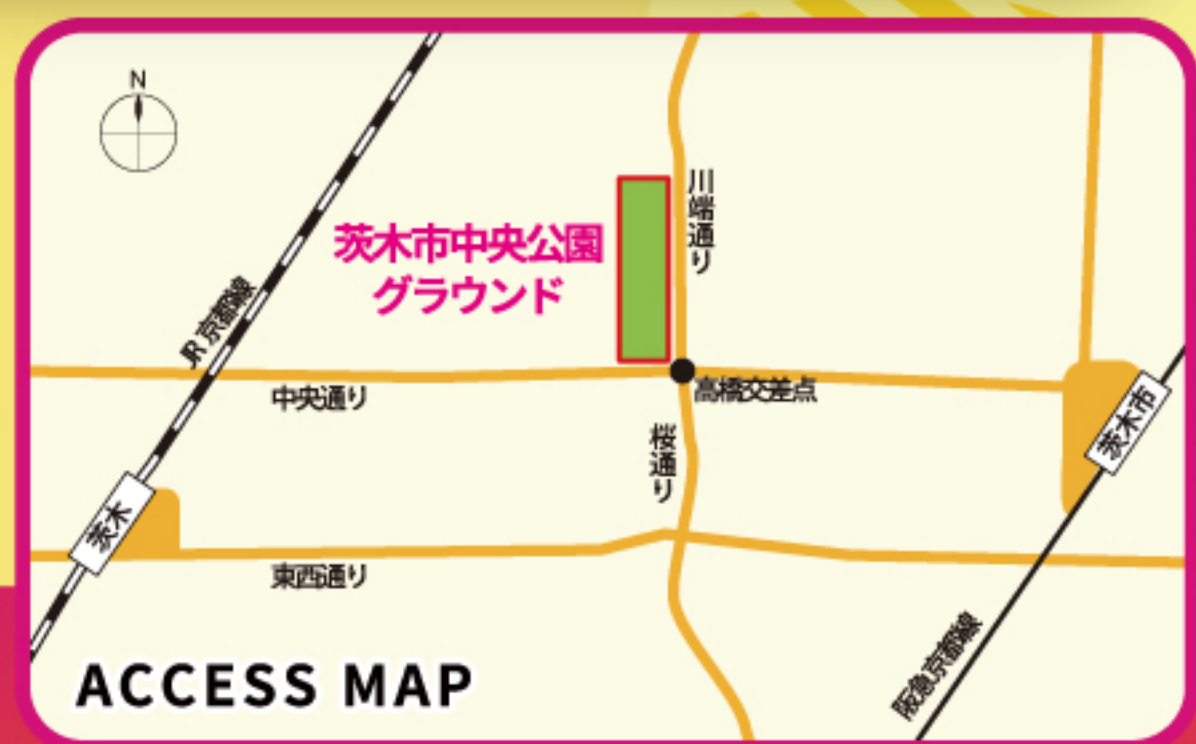 N
川端通り
茨木市中央公園
グラウンド
JR京都線
中央通り
高橋交差点
茨木市
桜通り
茨木
東西通り
阪急京都線
ACCESS MAP